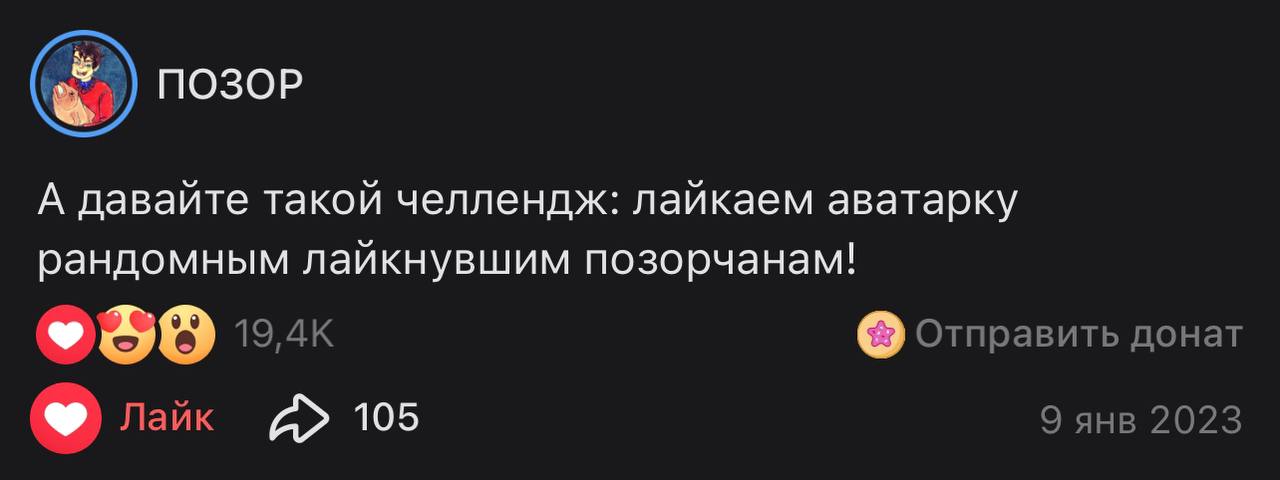 ПОЗОР
А давайте такой челлендж: лайкаем аватарку
рандомным лайкнувшим позорчанам!
19,4K
Отправить донат
Лайк
105
9 янв 2023